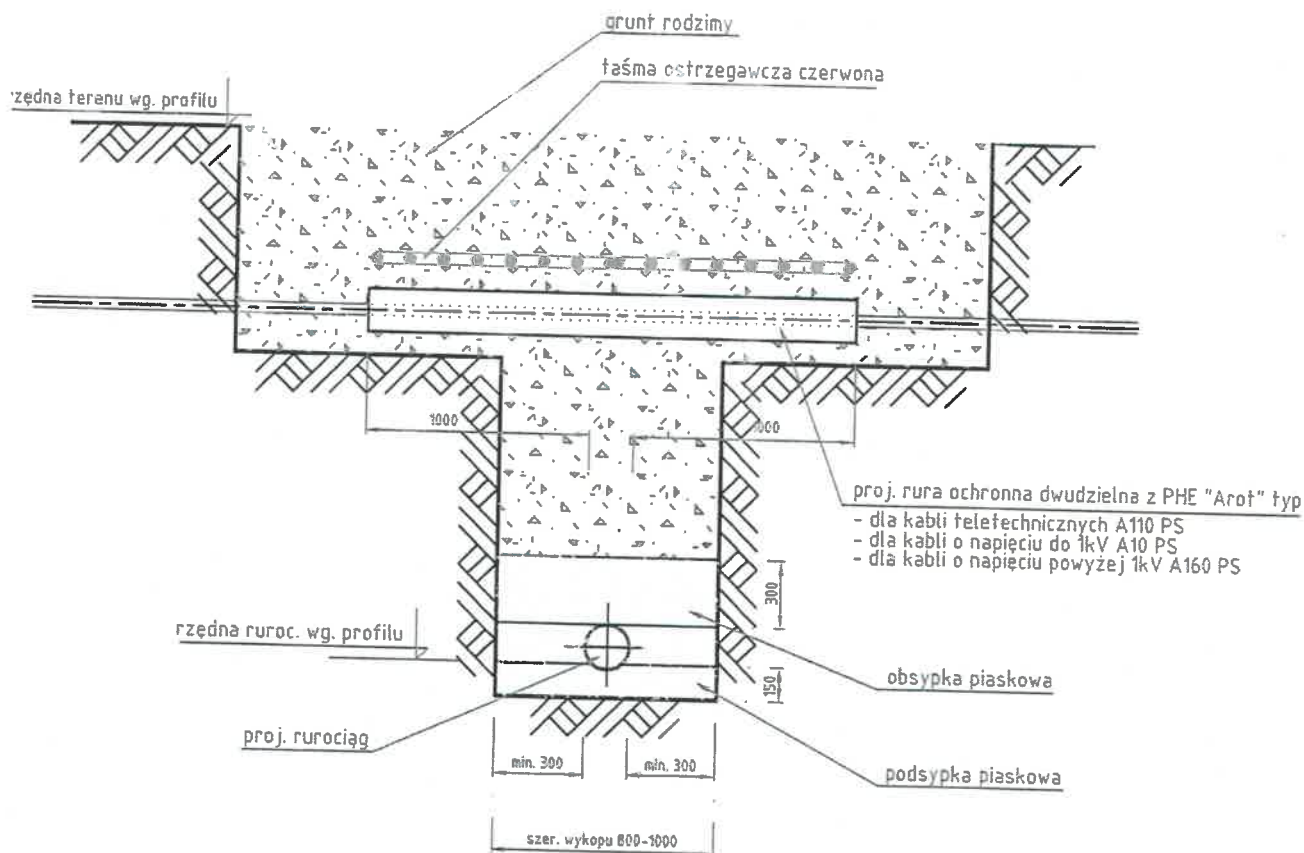 grunt rodzimy
taśma ostrzegawcza czerwona
rzędna terenu wg. profilu
1000
1000
proj. rura ochronna dwudzielna z PHE "Arot" typ
- dla kabli teletechnicznych A110 PS
- dla kabli o napięciu do 1kV A10 PS
- dla kabli o napięciu powyżej 1kV A160 PS
300
rzędna ruroc. wg. profilu
obsypka piaskowa
150
proj. rurociąg
min. 300
min. 300
podsypka piaskowa
szer. wykopu 800-1000